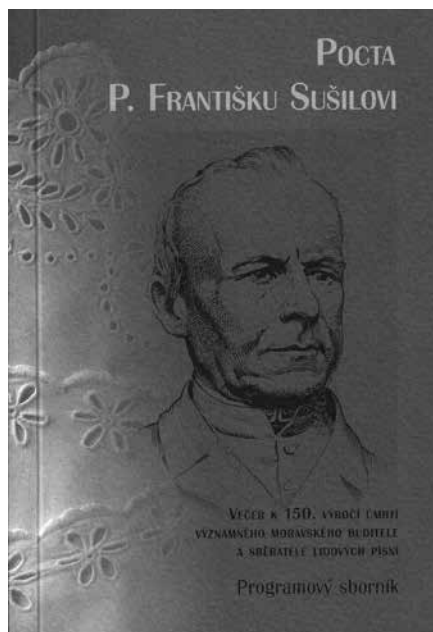 POCTA
P. FRANTIŠKU SUŠILOVI
VEČER K 150. VÝROČÍ ÚMRTÍ
VÝZNAMNÉHO MORAVSKÉHO BUDITELE
A SBĚRATELE LIDOVÝCH PÍSNÍ
Programový sborník